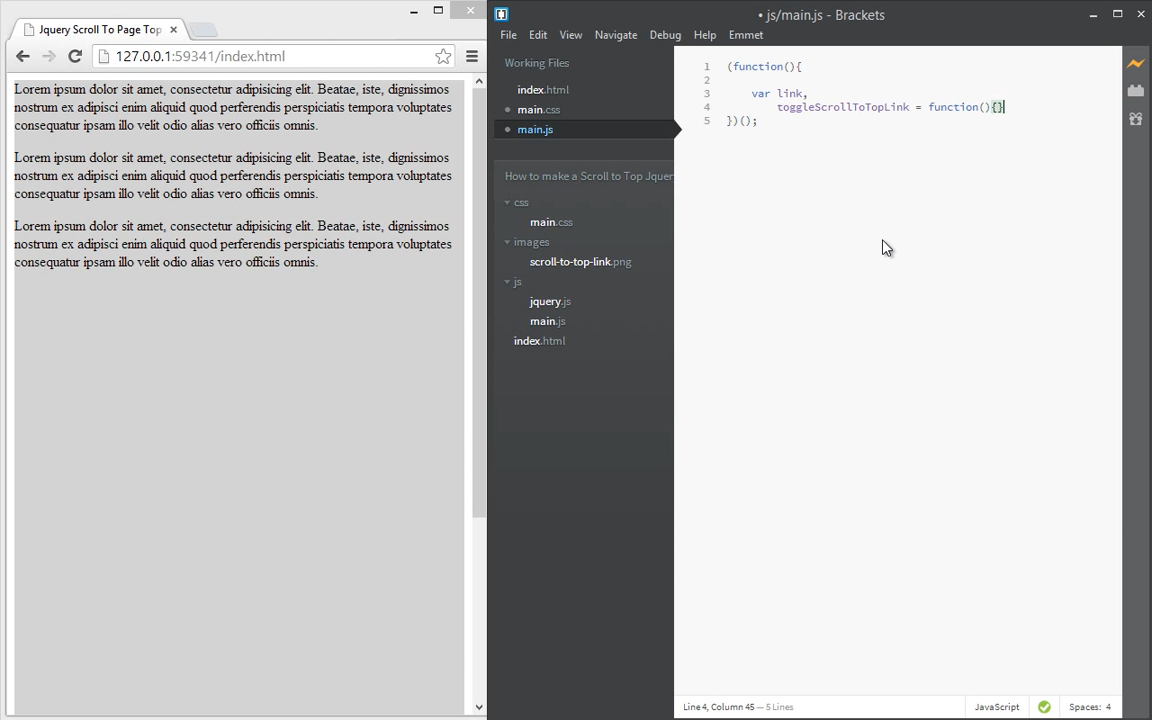 Jquery Scroll To Page Top
127.0.0.1:59341/index.html
Lorem ipsum dolor sit amet, consectetur adipisicing elit. Beatae, iste, dignissimos
nostrum ex adipisci enim aliquid quod perferendis perspiciatis tempora voluptates
consequatur ipsam illo velit odio alias vero officiis omnis.
Lorem ipsum dolor sit amet, consectetur adipisicing elit. Beatae, iste, dignissimos
nostrum ex adipisci enim aliquid quod perferendis perspiciatis tempora voluptates
consequatur ipsam illo velit odio alias vero officiis omnis.
Lorem ipsum dolor sit amet, consectetur adipisicing elit. Beatae, iste, dignissimos
nostrum ex adipisci enim aliquid quod perferendis perspiciatis tempora voluptates
consequatur ipsam illo velit odio alias vero officiis omnis.
• js/main.js - Brackets
File Edit View Navigate Debug Help Emmet
Working Files
index.html
main.css
main.js
How to make a Scroll to Top Jquer
css
main.css
images
scroll-to-top-link.png
js
jquery.js
main.js
index.html
1 (function(){
2
3 var link,
4 toggleScrollToTopLink = function(){}
5 })();
Line 4, Column 45 — 5 Lines
JavaScript
Spaces: 4